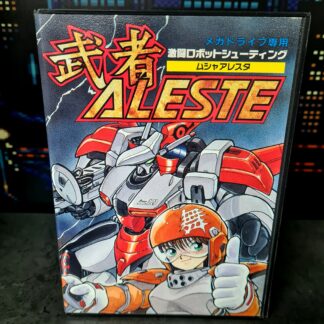 メガドライブ専用
激闘ロボットシューティング
ムシャアレスタ
武者
ALESTE
舞